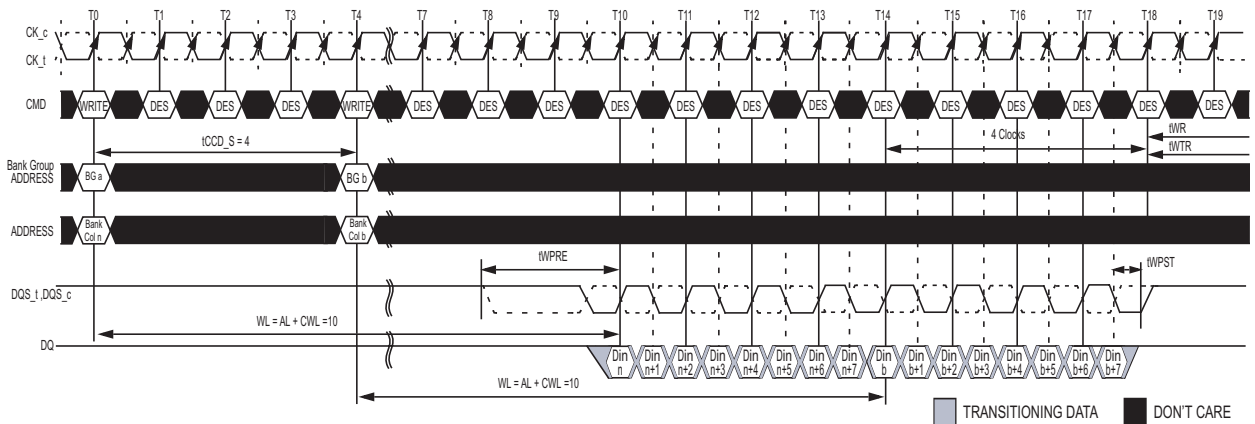 T0 T1 T2 T3 T4 T7 T8 T9 T10 T11 T12 T13 T14 T15 T16 T17 T18 T19
CK_c
CK_t
CMD WRITE DES DES DES WRITE DES DES DES DES DES DES DES DES DES DES DES DES DES
tCCD_S = 4 4 Clocks tWR
tWTR
Bank Group
ADDRESS BG a BG b
ADDRESS Bank Col n Bank Col b
tWPRE tWPST
DQS_t ,DQS_c
WL = AL + CWL =10
DQ Din n Din n+1 Din n+2 Din n+3 Din n+4 Din n+5 Din n+6 Din n+7 Din b Din b+1 Din b+2 Din b+3 Din b+4 Din b+5 Din b+6 Din b+7
WL = AL + CWL =10
TRANSITIONING DATA DON'T CARE